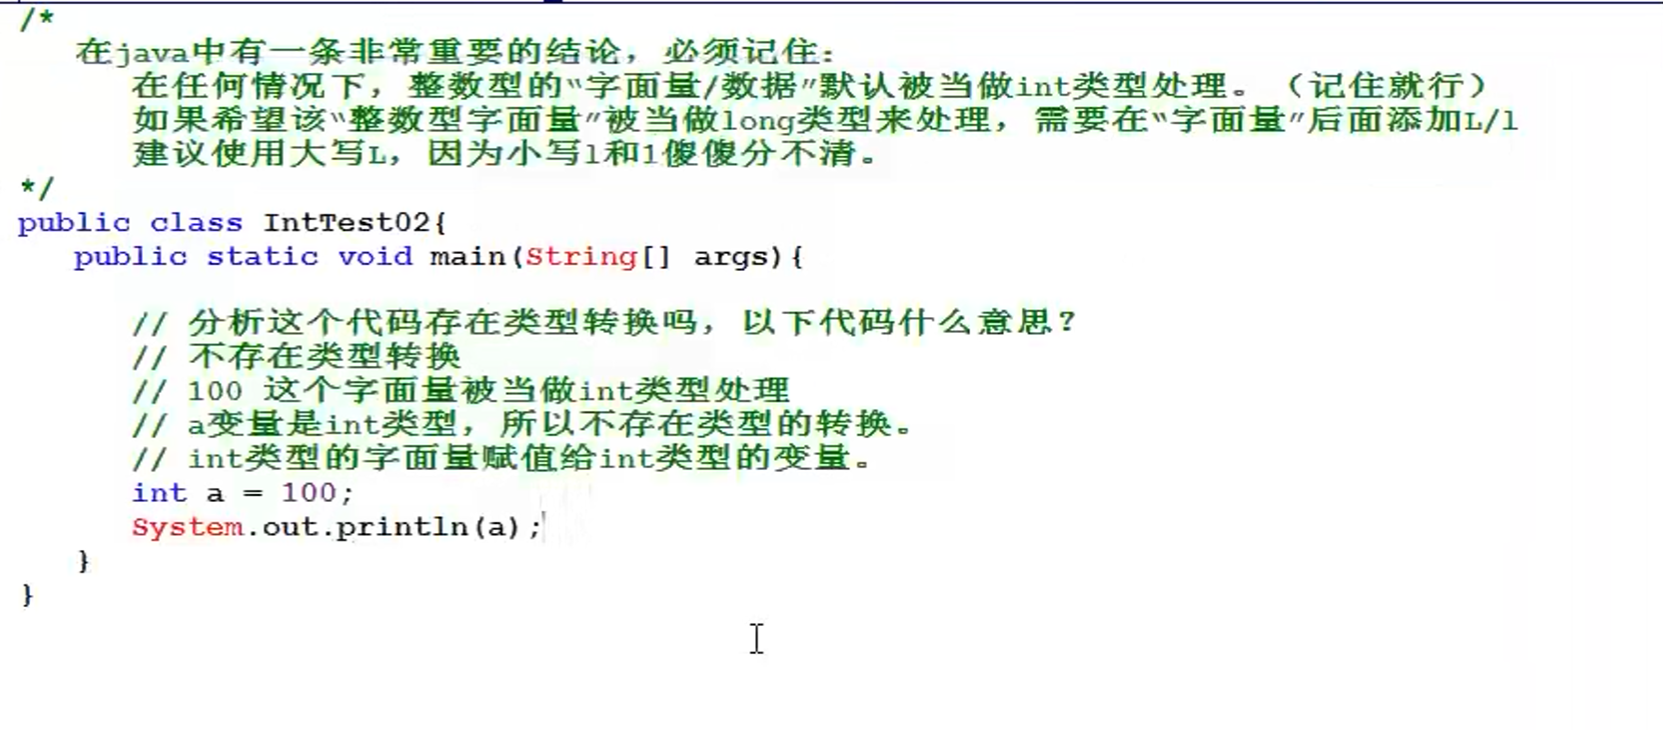 /*
在java中有一条非常重要的结论，必须记住：
在任何情况下，整数型的“字面量/数据”默认被当做int类型处理。（记住就行）
如果希望该“整数型字面量”被当做long类型来处理，需要在“字面量”后面添加L/l
建议使用大写L，因为小写l和1傻傻分不清。
*/
public class IntTest02{
public static void main(String[] args){
// 分析这个代码存在类型转换吗，以下代码什么意思？
// 不存在类型转换
// 100 这个字面量被当做int类型处理
// a变量是int类型，所以不存在类型的转换。
// int类型的字面量赋值给int类型的变量。
int a = 100;
System.out.println(a);
}
}